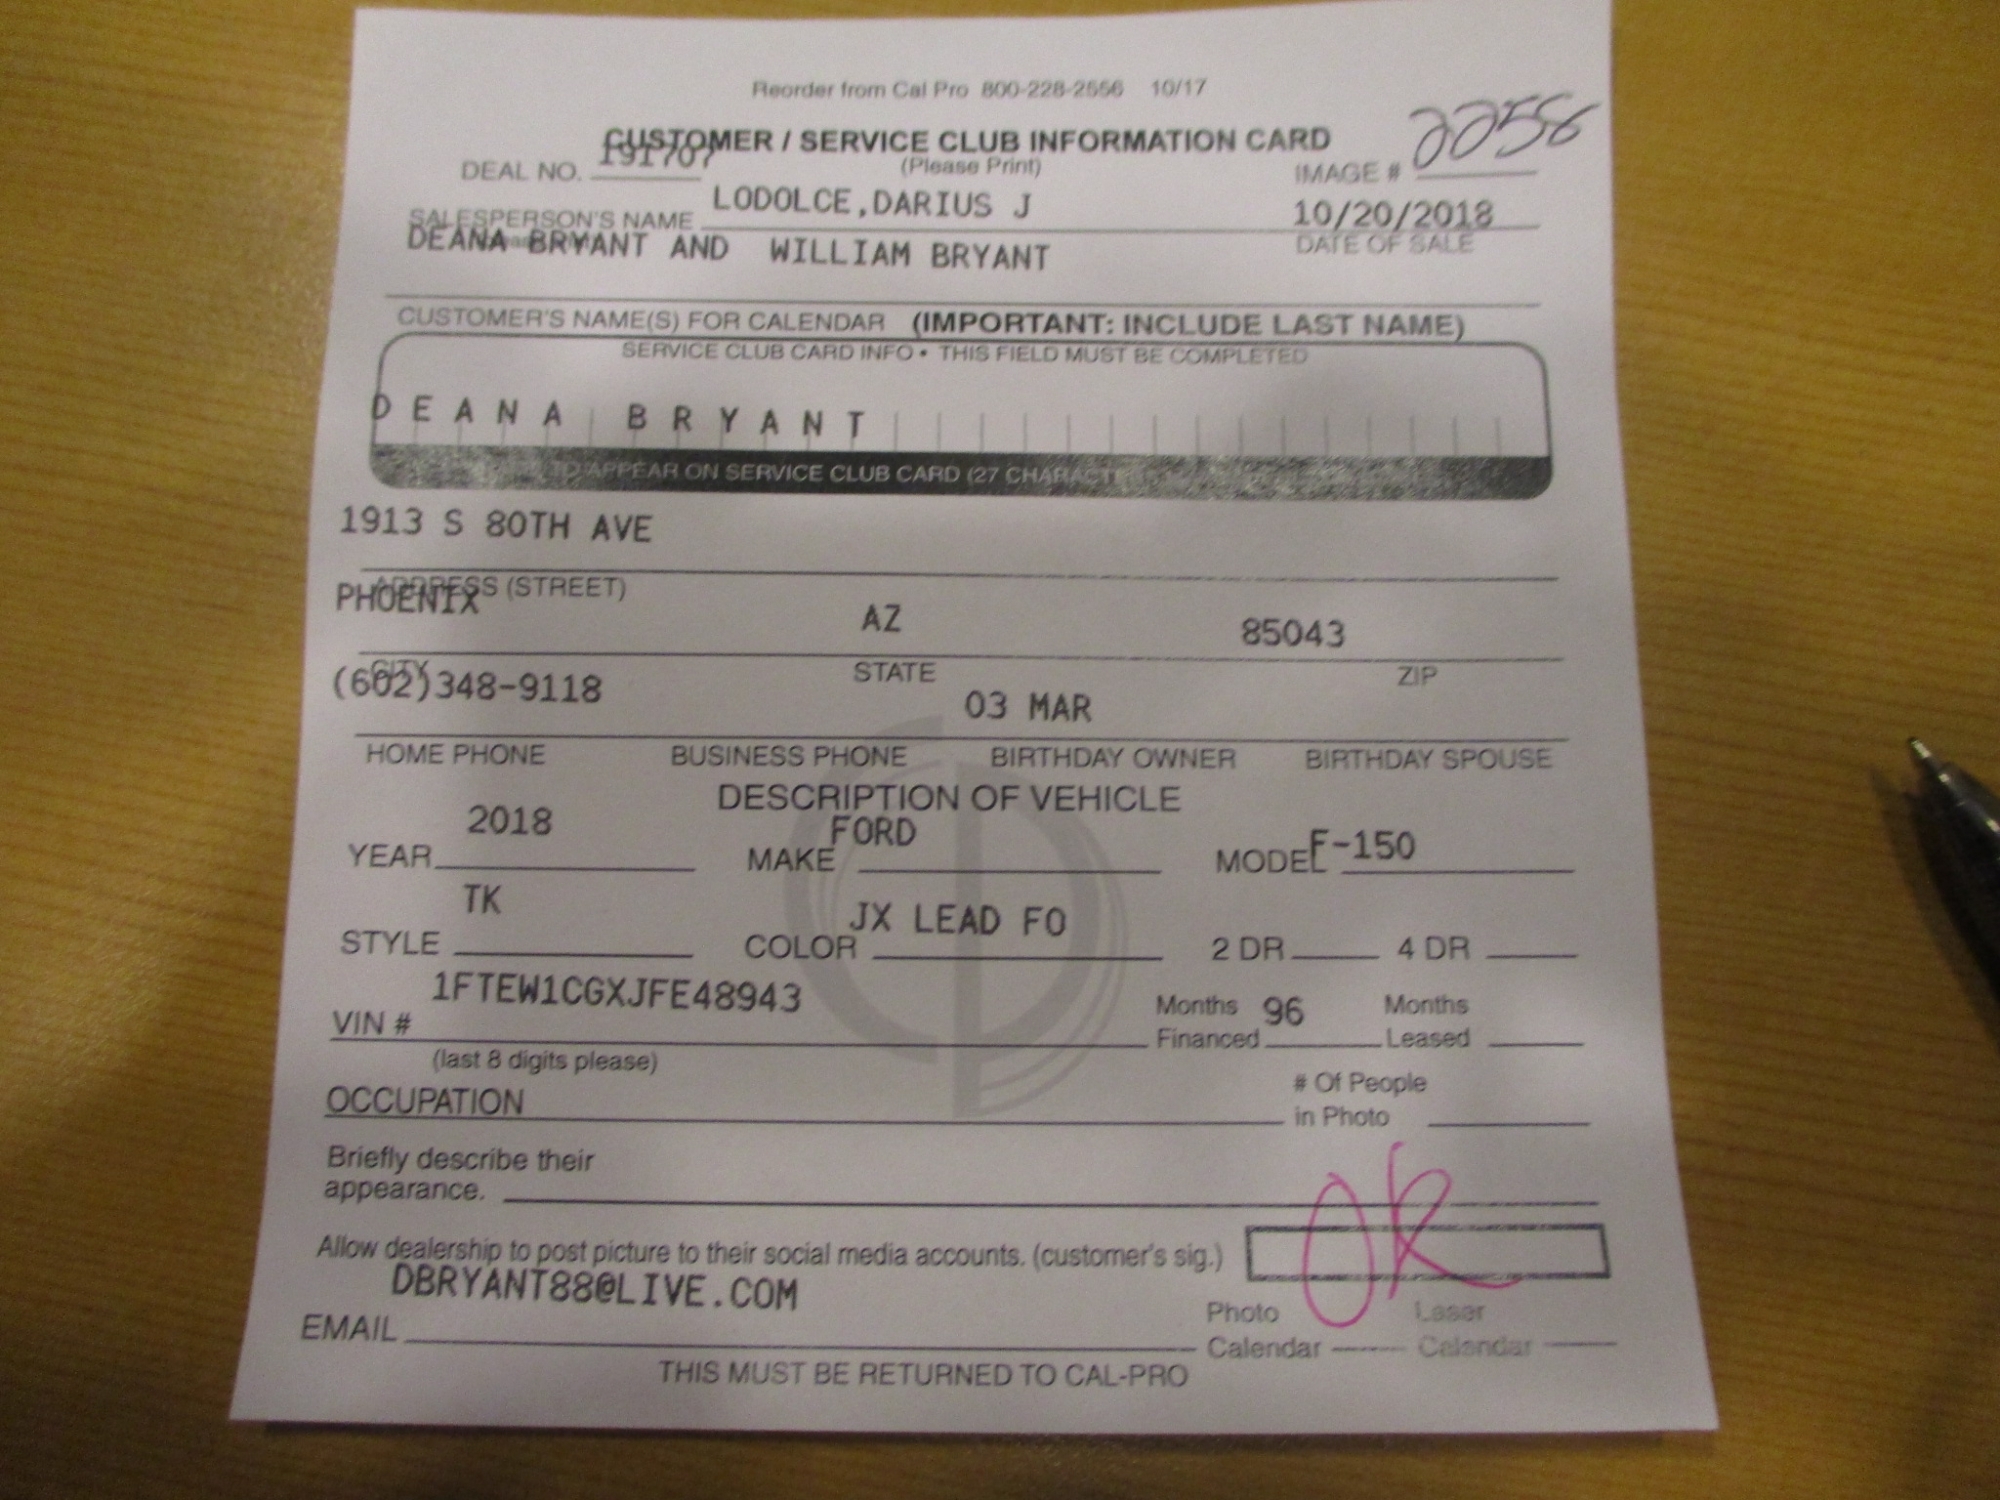 Reorder from Cal Pro 800-228-2556 10/17
CUSTOMER / SERVICE CLUB INFORMATION CARD
(Please Print)
DEAL NO. 191707
IMAGE # 2256
SALESPERSON'S NAME LODOLCE,DARIUS J
10/20/2018
DATE OF SALE
DEANA BRYANT AND WILLIAM BRYANT
CUSTOMER'S NAME(S) FOR CALENDAR (IMPORTANT: INCLUDE LAST NAME)
SERVICE CLUB CARD INFO • THIS FIELD MUST BE COMPLETED
DEANA BRYANT
TO APPEAR ON SERVICE CLUB CARD (27
1913 S 80TH AVE
ADDRESS (STREET)
PHOENIX AZ 85043
CITY STATE ZIP
(602)348-9118 03 MAR
HOME PHONE BUSINESS PHONE BIRTHDAY OWNER BIRTHDAY SPOUSE
DESCRIPTION OF VEHICLE
YEAR 2018 MAKE FORD MODEL F-150
STYLE TK COLOR JX LEAD FO 2 DR 4 DR
VIN # 1FTEW1CGXJFE48943 Months Financed 96 Months Leased
(last 8 digits please)
OCCUPATION # Of People in Photo
Briefly describe their
appearance.
Allow dealership to post picture to their social media accounts. (customer's sig.) OK
DBRYANT88@LIVE.COM
EMAIL
Photo Calendar Laser Calendar
THIS MUST BE RETURNED TO CAL-PRO